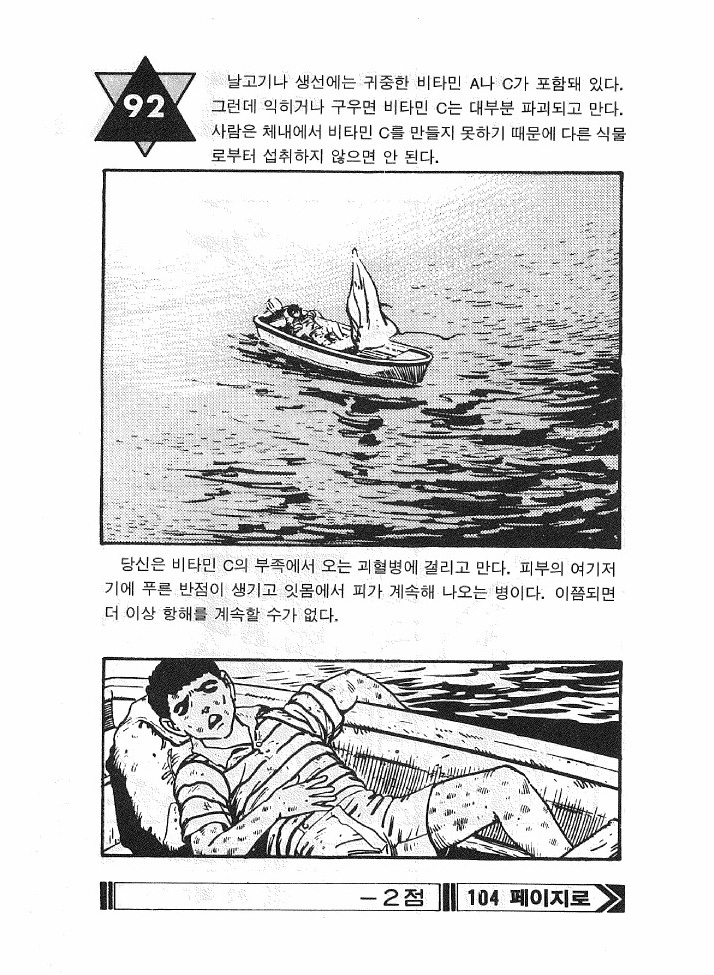 92
날고기나 생선에는 귀중한 비타민 A나 C가 포함돼 있다.
그런데 익히거나 구우면 비타민 C는 대부분 파괴되고 만다.
사람은 체내에서 비타민 C를 만들지 못하기 때문에 다른 식물
로부터 섭취하지 않으면 안 된다.
당신은 비타민 C의 부족에서 오는 괴혈병에 걸리고 만다. 피부의 여기저
기에 푸른 반점이 생기고 잇몸에서 피가 계속해 나오는 병이다. 이쯤되면
더 이상 항해를 계속할 수가 없다.
－2점
104 페이지로